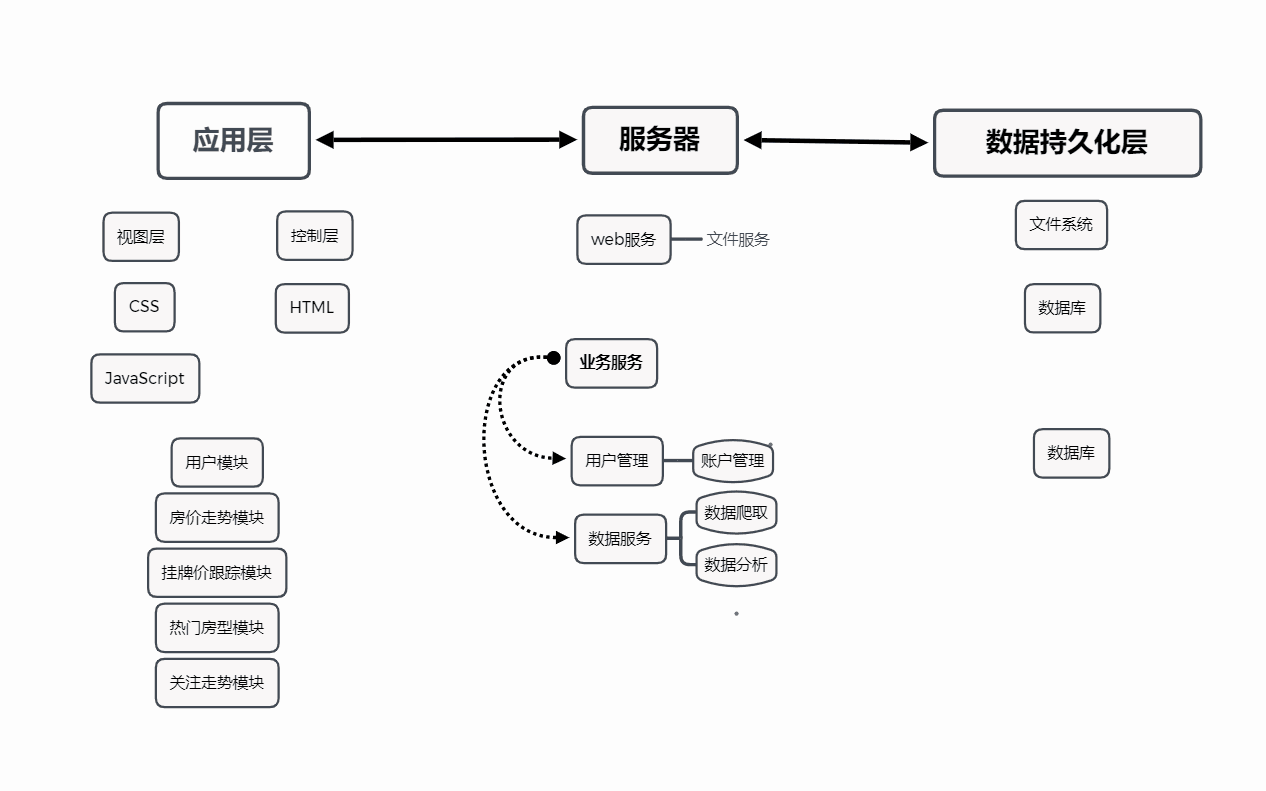 应用层
服务器
数据持久化层
视图层
控制层
CSS
HTML
JavaScript
用户模块
房价走势模块
挂牌价跟踪模块
热门房型模块
关注走势模块
web服务
文件服务
业务服务
用户管理
账户管理
数据服务
数据爬取
数据分析
文件系统
数据库
数据库